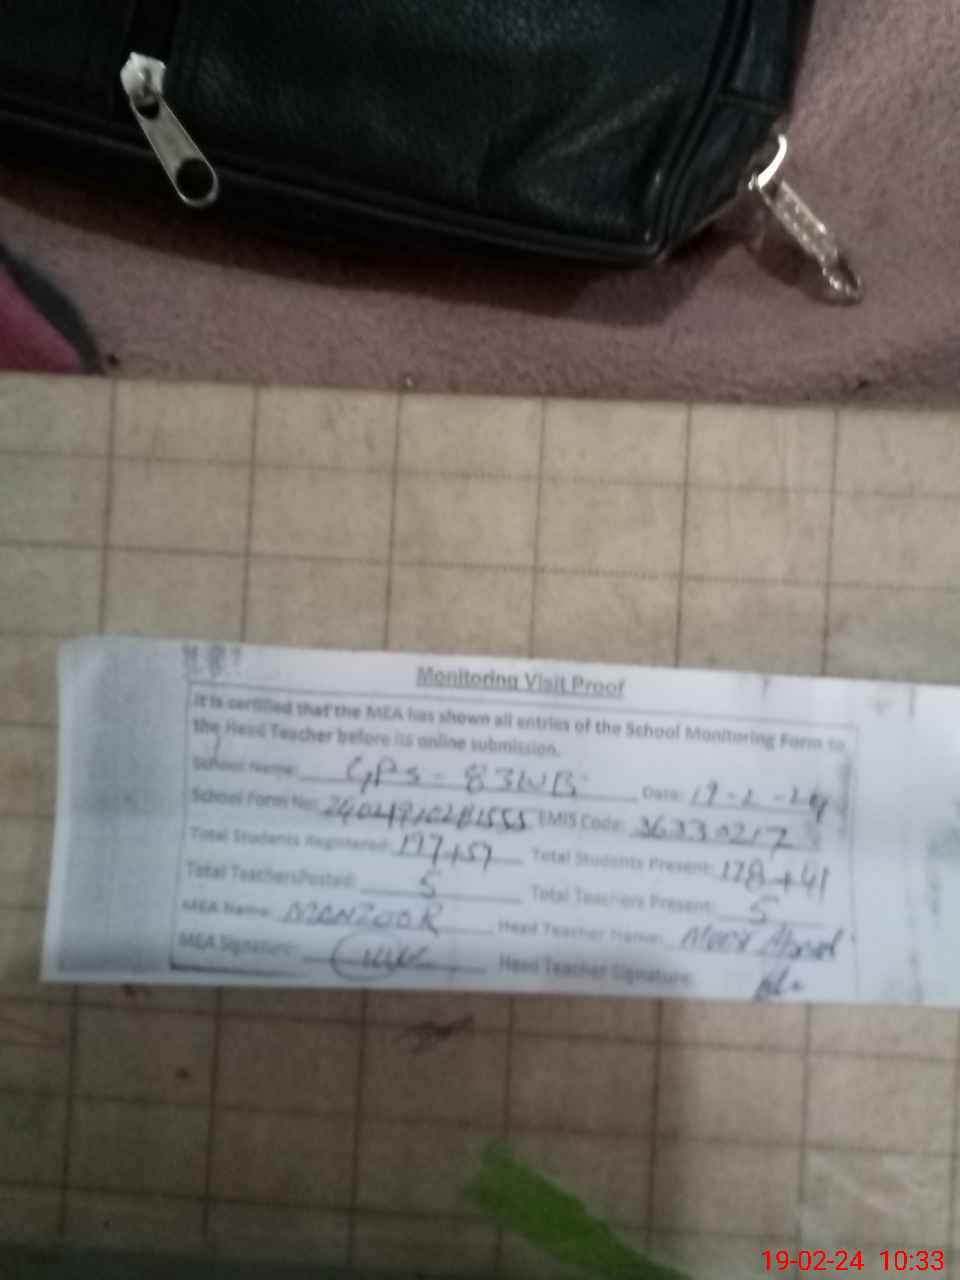 Monitoring Visit Proof
It is certified that the MEA has shown all entries of the School Monitoring Form to
the Head Teacher before its online submission.
School Name: GPS - 83WB Date: 19-2-24
School Form No: EMIS Code: 36330217
Total Students Registered: 197+57 Total Students Present: 178+41
Total TeachersPosted: 5 Total Teachers Present: 5
MEA Name: MANZOOR Head Teacher Name:
MEA Signature: Head Teacher Signature:
19-02-24 10:33